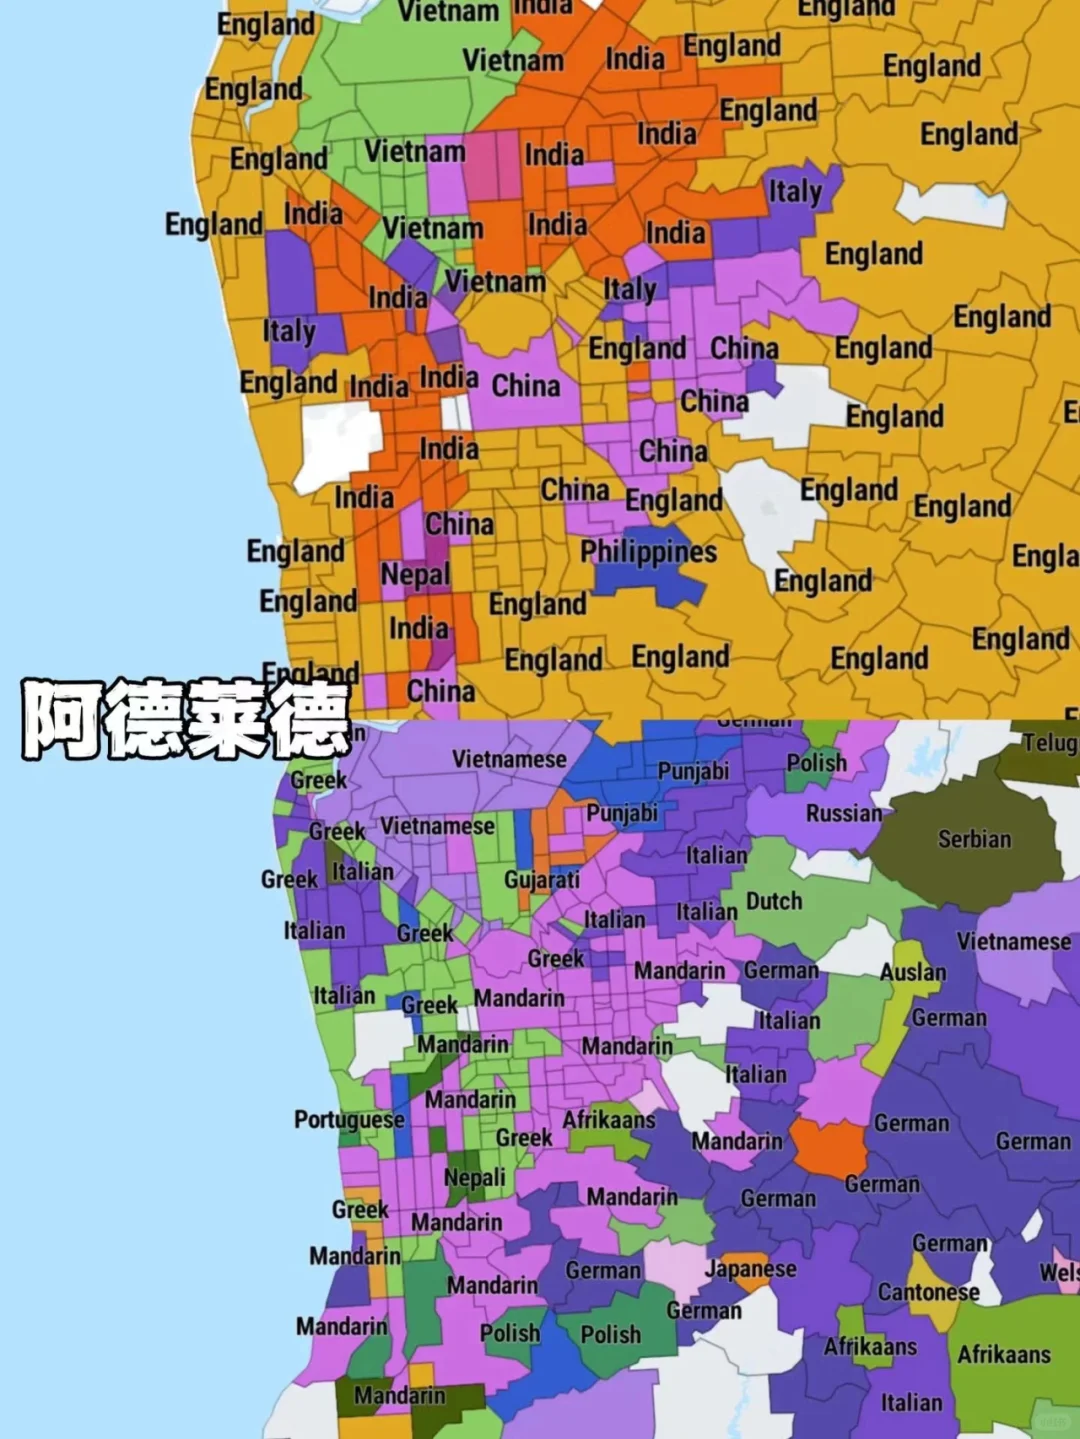 England
Vietnam
India
England
Vietnam
India
England
England
England
England
India
England
England
Vietnam
India
Italy
England
India
Vietnam
India
India
England
Vietnam
Italy
India
England
Italy
England
China
England
England
India
India
China
China
England
India
China
India
China
England
England
England
China
England
Philippines
Nepal
England
England
England
England
India
England
England
England
England
England
China
阿德莱德
German
Vietnamese
Punjabi
Polish
Greek
Punjabi
Russian
Greek
Vietnamese
Serbian
Italian
Greek
Italian
Gujarati
Dutch
Italian
Italian
Italian
Greek
Vietnamese
Greek
Mandarin
German
Auslan
Italian
Greek
Mandarin
Italian
German
Mandarin
Mandarin
Italian
Mandarin
Portuguese
Afrikaans
German
Greek
Mandarin
German
Nepali
German
Mandarin
German
Greek
Mandarin
German
Mandarin
German
Japanese
Mandarin
Cantonese
German
Mandarin
Polish
Polish
Afrikaans
Afrikaans
Mandarin
Italian